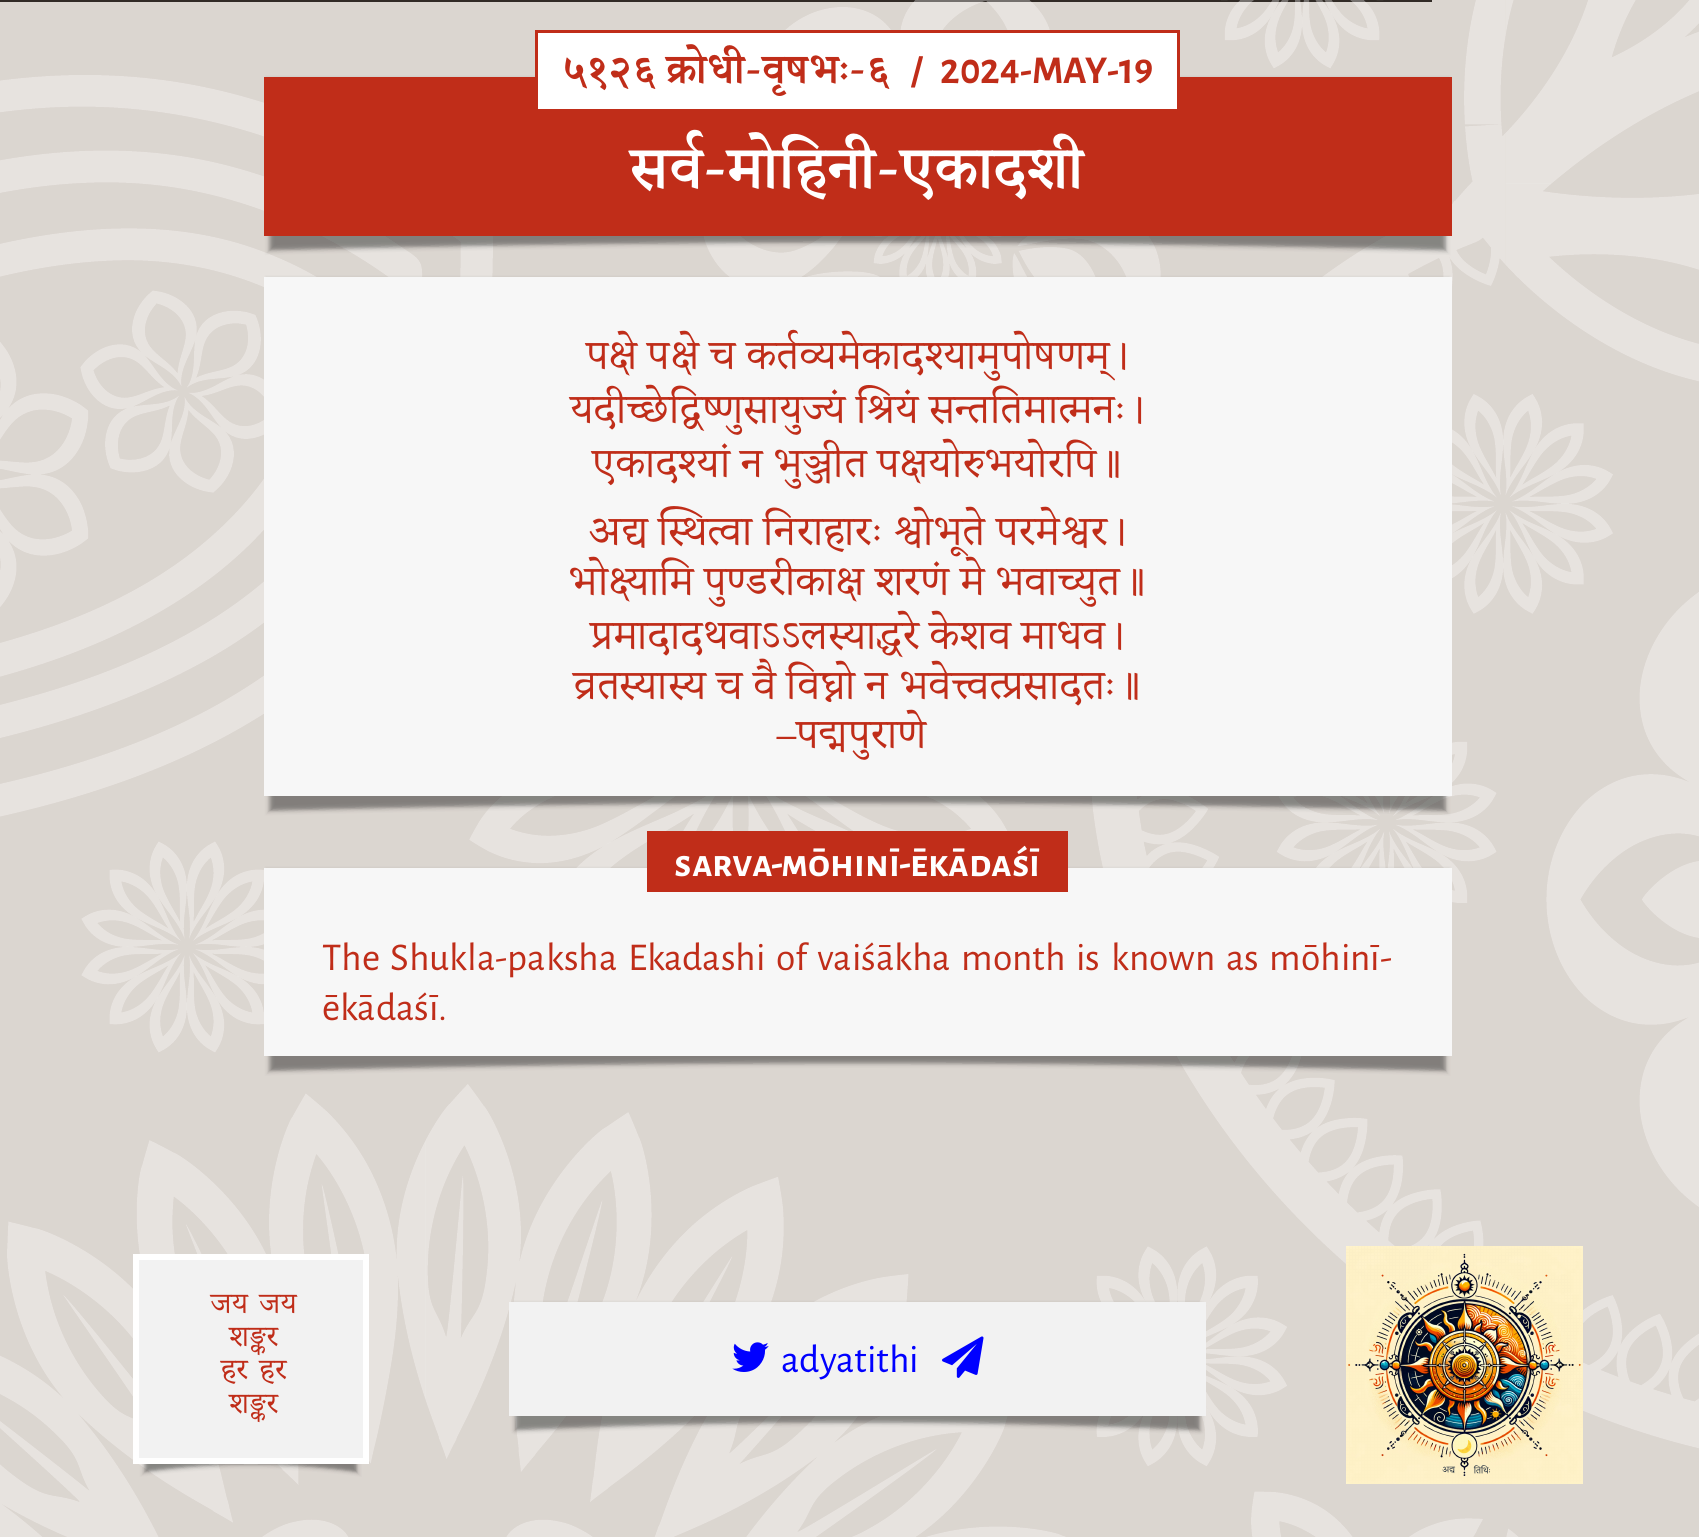 ५१२६ क्रोधी-वृषभः-६ / 2024-MAY-19
सर्व-मोहिनी-एकादशी
पक्षे पक्षे च कर्तव्यमेकादश्यामुपोषणम्।
यदीच्छेद्विष्णुसायुज्यं श्रियं सन्ततिमात्मनः।
एकादश्यां न भुञ्जीत पक्षयोरुभयोरपि॥
अद्य स्थित्वा निराहारः श्वोभूते परमेश्वर।
भोक्ष्यामि पुण्डरीकाक्ष शरणं मे भवाच्युत॥
प्रमादादथवाऽऽलस्याद्धरे केशव माधव।
व्रतस्यास्य च वै विघ्नो न भवेत्त्वत्प्रसादतः॥
–पद्मपुराणे
SARVA-MŌHINĪ-ĒKĀDAŚĪ
The Shukla-paksha Ekadashi of vaiśākha month is known as mōhinī-
ēkādaśī.
जय जय
शङ्कर
हर हर
शङ्कर
adyatithi
अद्य तिथिः